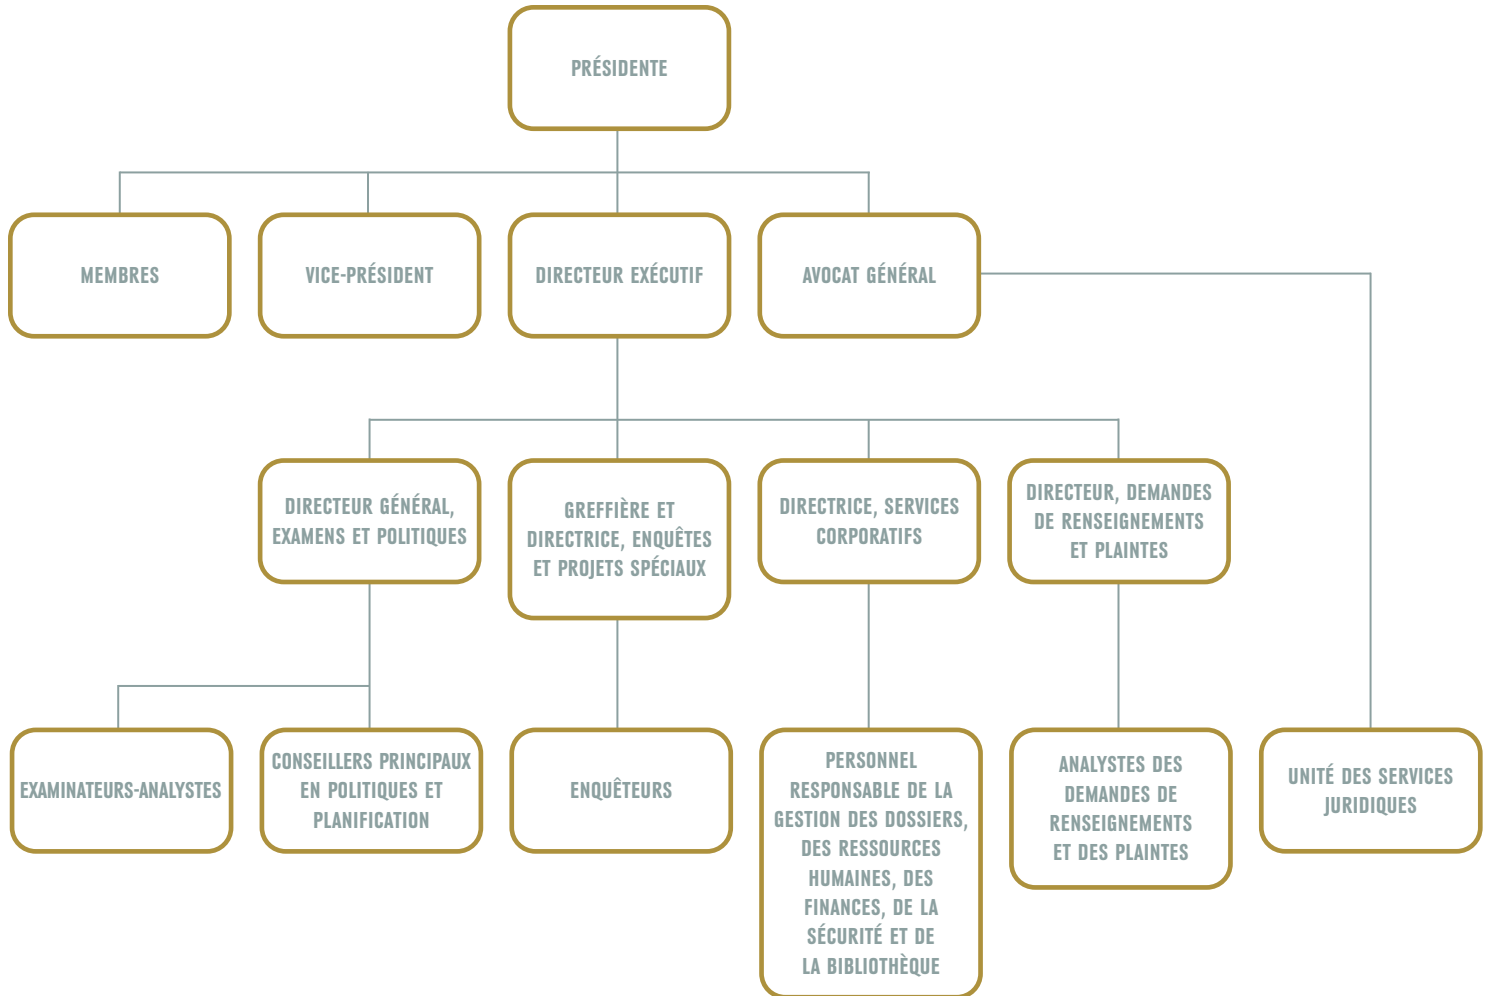 PRÉSIDENTE
MEMBRES
VICE-PRÉSIDENT
DIRECTEUR EXÉCUTIF
AVOCAT GÉNÉRAL
DIRECTEUR GÉNÉRAL,
EXAMENS ET POLITIQUES
GREFFIÈRE ET
DIRECTRICE, ENQUÊTES
ET PROJETS SPÉCIAUX
DIRECTRICE, SERVICES
CORPORATIFS
DIRECTEUR, DEMANDES
DE RENSEIGNEMENTS
ET PLAINTES
EXAMINATEURS-ANALYSTES
CONSEILLERS PRINCIPAUX
EN POLITIQUES ET
PLANIFICATION
ENQUÊTEURS
PERSONNEL
RESPONSABLE DE LA
GESTION DES DOSSIERS,
DES RESSOURCES
HUMAINES, DES
FINANCES, DE LA
SÉCURITÉ ET DE
LA BIBLIOTHÈQUE
ANALYSTES DES
DEMANDES DE
RENSEIGNEMENTS
ET DES PLAINTES
UNITÉ DES SERVICES
JURIDIQUES